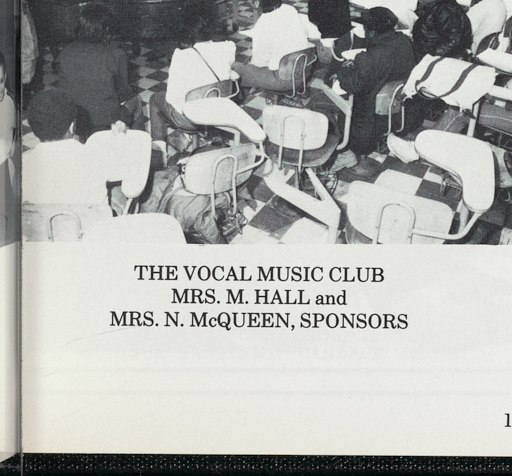 THE VOCAL MUSIC CLUB
MRS. M. HALL and
MRS. N. McQUEEN, SPONSORS